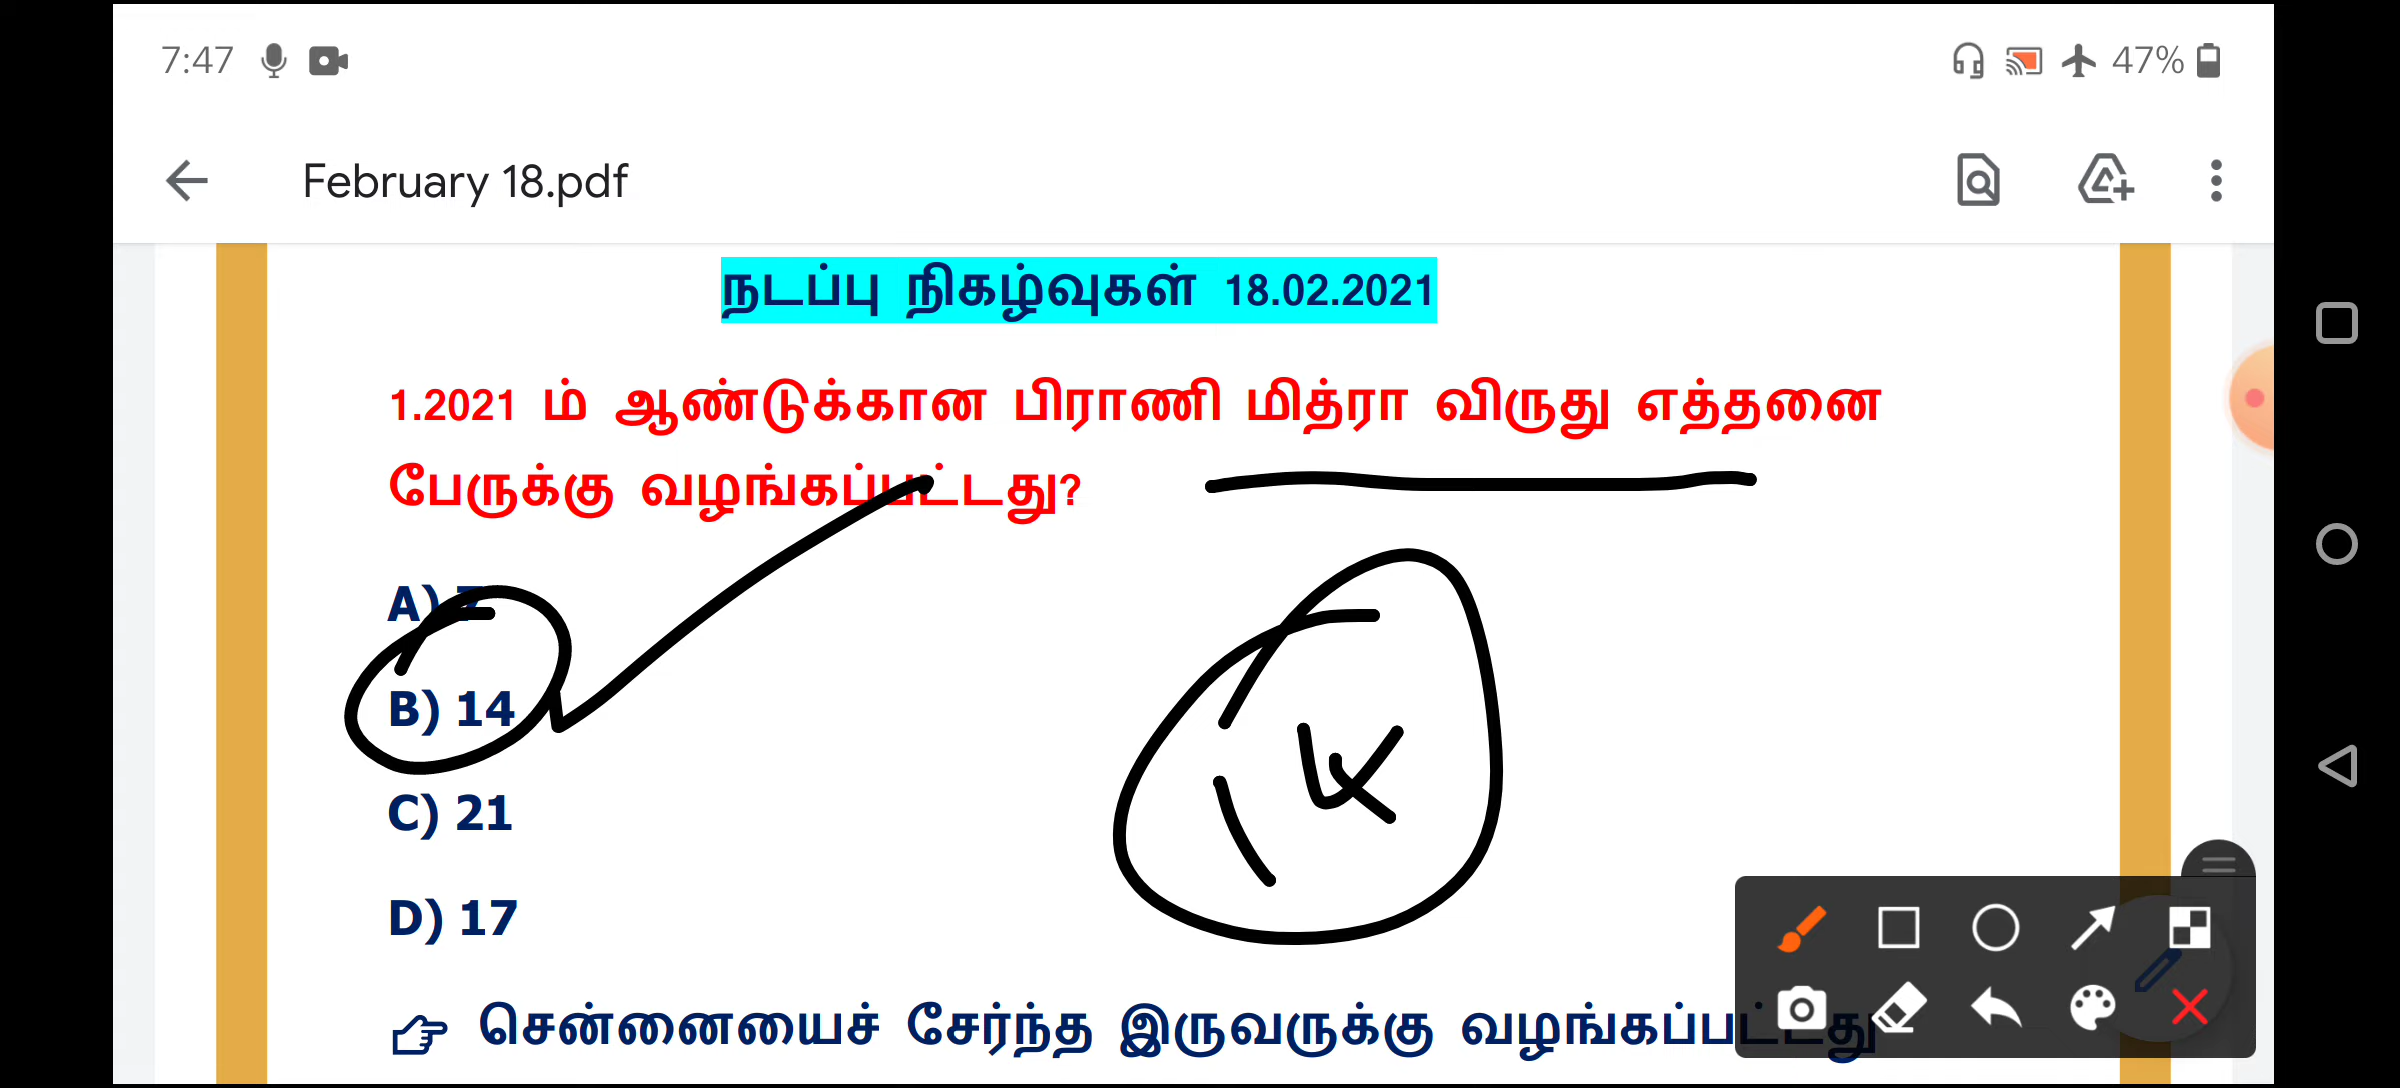 7:47 47%
February 18.pdf
நடப்பு நிகழ்வுகள் 18.02.2021
1.2021 ம் ஆண்டுக்கான பிராணி மித்ரா விருது எத்தனை
பேருக்கு வழங்கப்பட்டது?
A) 7
B) 14
14
C) 21
D) 17
சென்னையைச் சேர்ந்த இருவருக்கு வழங்கப்பட்டது